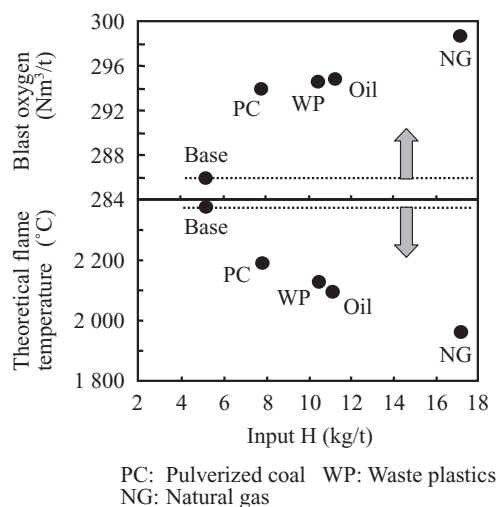 Blast oxygen
(Nm³/t)
300
296
292
288
284
NG
Oil
WP
PC
Base
Theoretical flame
temperature (˚C)
2 200
2 000
1 800
Base
PC
WP
Oil
NG
2 4 6 8 10 12 14 16 18
Input H (kg/t)
PC: Pulverized coal WP: Waste plastics
NG: Natural gas